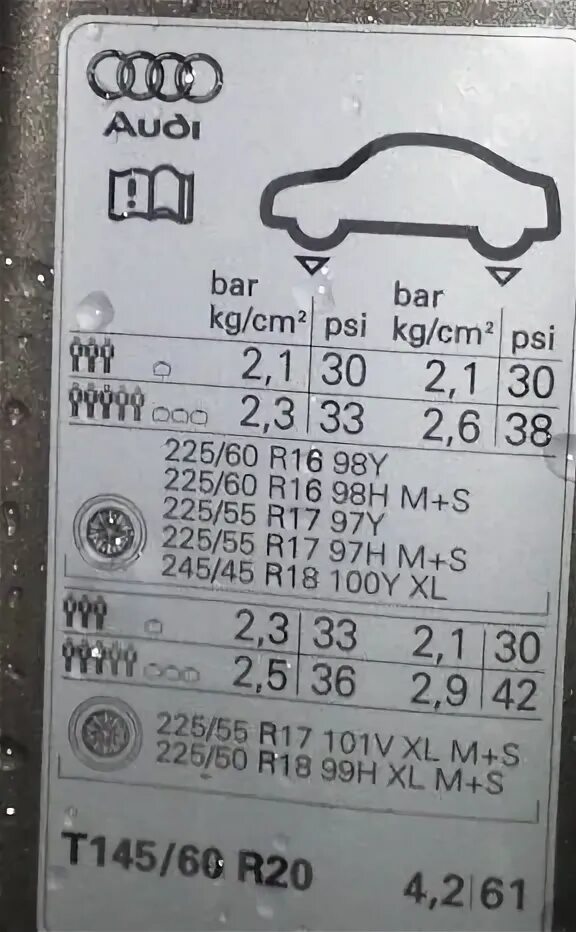 Audi
bar psi bar psi
kg/cm² kg/cm²
2,1 30 2,1 30
2,3 33 2,6 38
225/60 R16 98Y
225/60 R16 98H M+S
225/55 R17 97Y
225/55 R17 97H M+S
245/45 R18 100Y XL
2,3 33 2,1 30
2,5 36 2,9 42
225/55 R17 101V XL M+S
225/50 R18 99H XL M+S
T145/60 R20 4,2|61